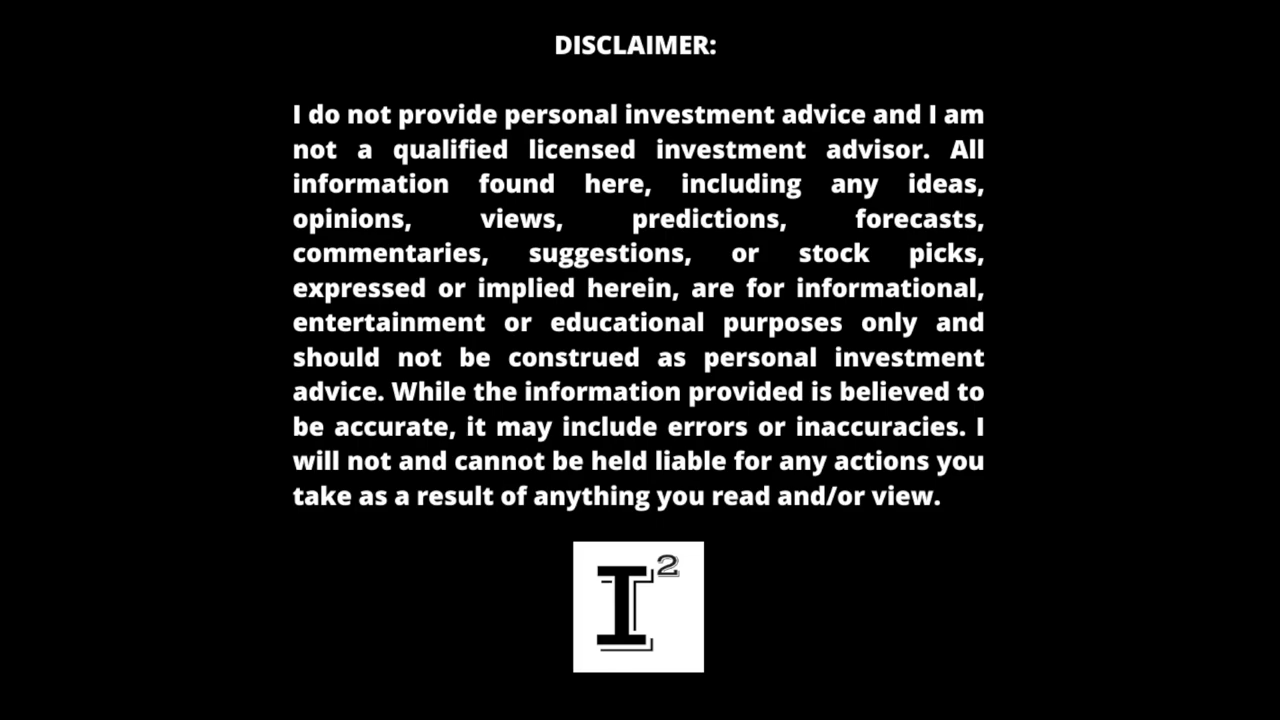 DISCLAIMER:
I do not provide personal investment advice and I am
not a qualified licensed investment advisor. All
information found here, including any ideas,
opinions, views, predictions, forecasts,
commentaries, suggestions, or stock picks,
expressed or implied herein, are for informational,
entertainment or educational purposes only and
should not be construed as personal investment
advice. While the information provided is believed to
be accurate, it may include errors or inaccuracies. I
will not and cannot be held liable for any actions you
take as a result of anything you read and/or view.
I²